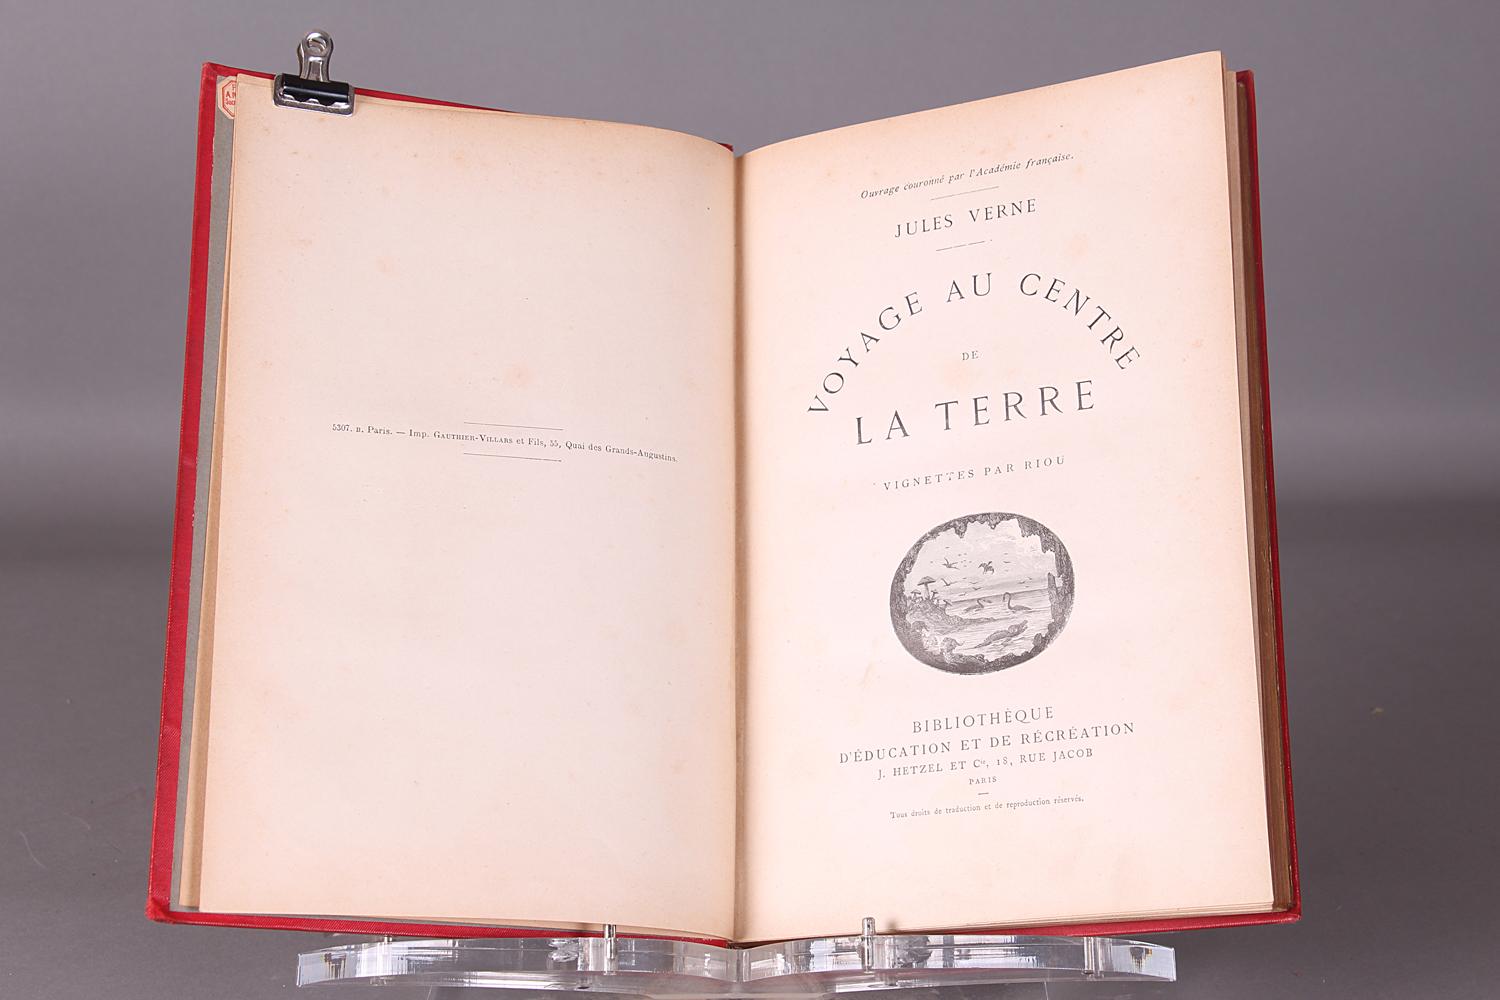 5307. B. Paris. — Imp. Gauthier-Villars et Fils, 55, Quai des Grands-Augustins.
Ouvrage couronné par l'Académie française.
JULES VERNE
VOYAGE AU CENTRE
DE
LA TERRE
VIGNETTES PAR RIOU
BIBLIOTHÈQUE
D'ÉDUCATION ET DE RÉCRÉATION
J. HETZEL ET Cie, 18, RUE JACOB
PARIS
Tous droits de traduction et de reproduction réservés.